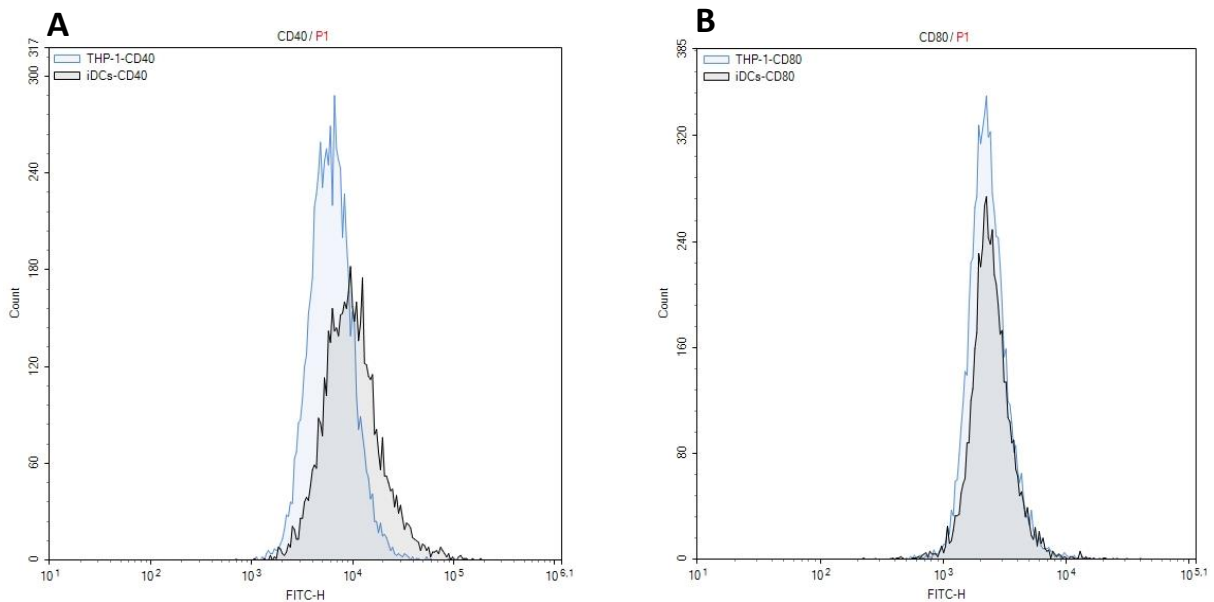 A
CD40/ P1
THP-1-CD40
iDCs-CD40
317
300
240
180
120
60
0
Count
10^1
10^2
10^3
10^4
10^5
10^6.1
FITC-H
B
CD80/ P1
THP-1-CD80
iDCs-CD80
385
320
240
160
80
0
Count
10^1
10^2
10^3
10^4
10^5.1
FITC-H